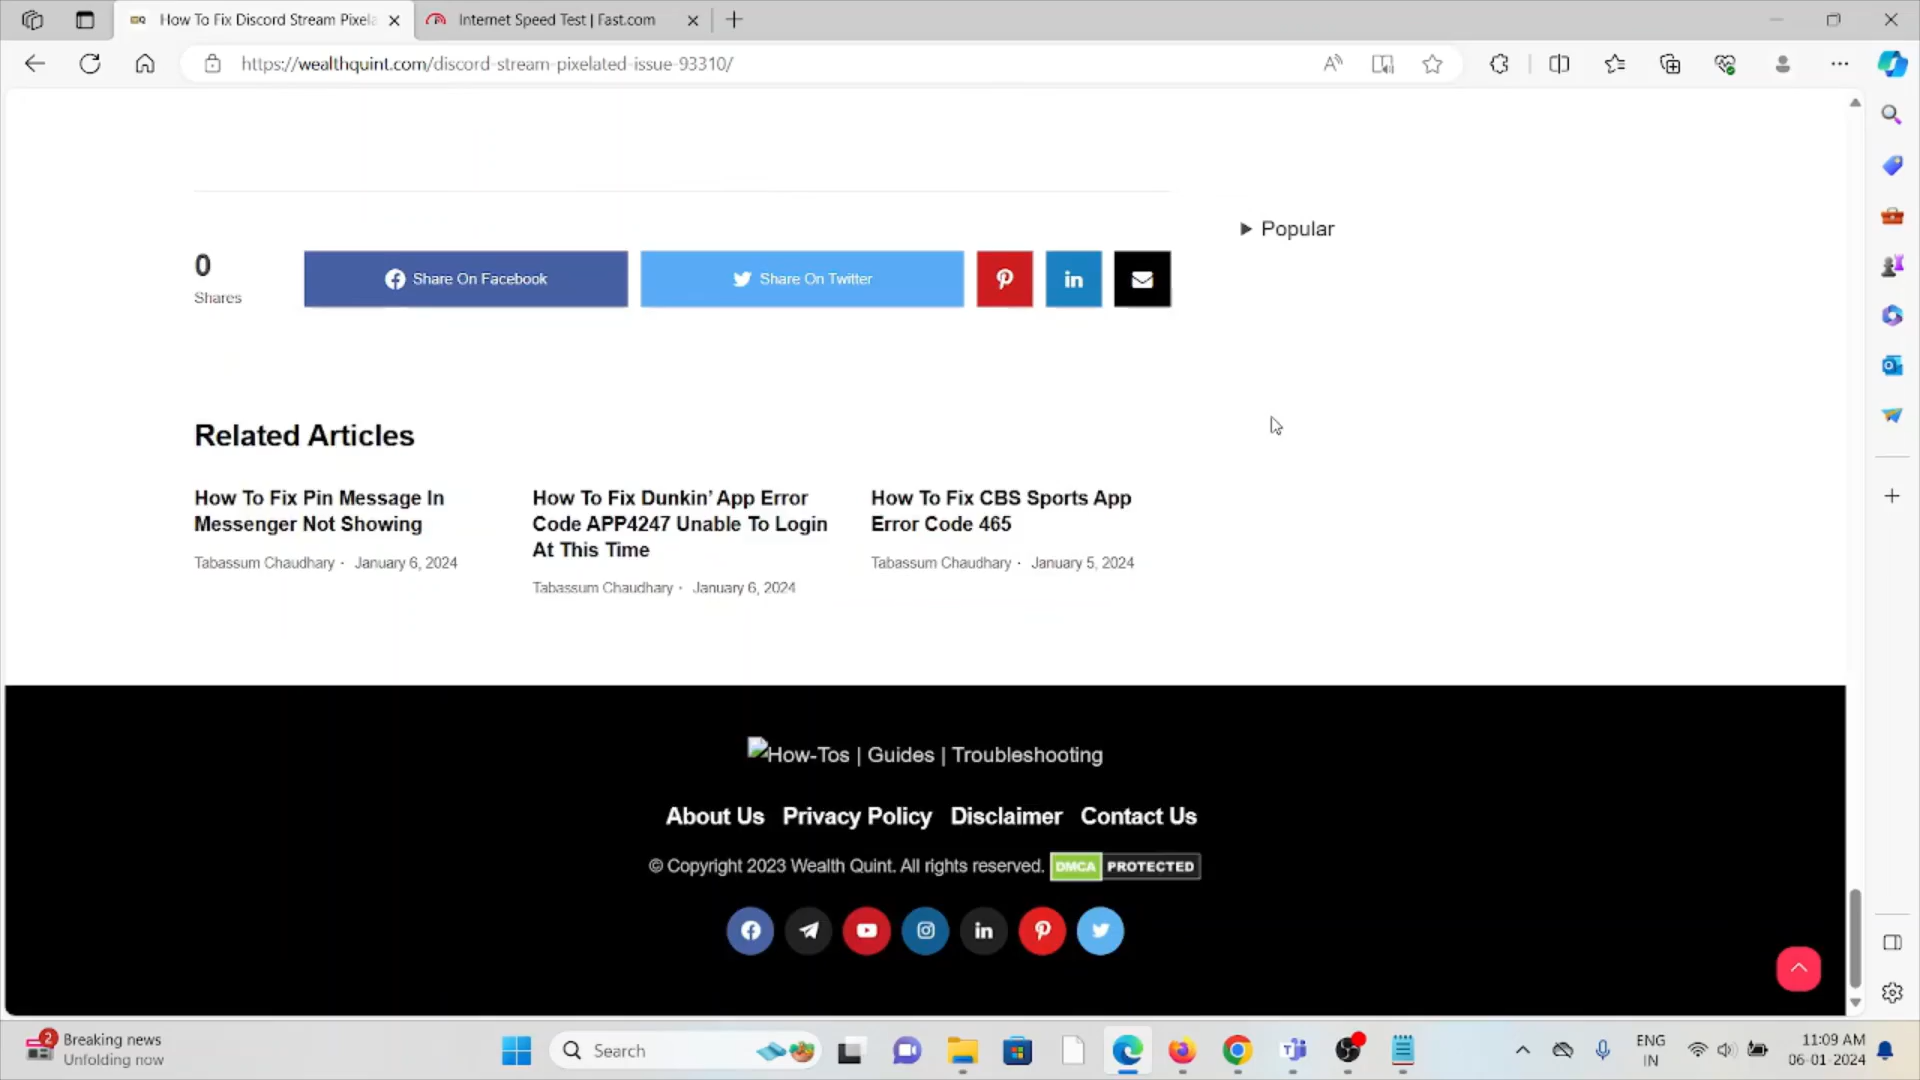 How To Fix Discord Stream Pixela
Internet Speed Test | Fast.com
https://wealthquint.com/discord-stream-pixelated-issue-93310/
Popular
0
Shares
Share On Facebook
Share On Twitter
Related Articles
How To Fix Pin Message In
Messenger Not Showing
Tabassum Chaudhary · January 6, 2024
How To Fix Dunkin’ App Error
Code APP4247 Unable To Login
At This Time
Tabassum Chaudhary · January 6, 2024
How To Fix CBS Sports App
Error Code 465
Tabassum Chaudhary · January 5, 2024
How-Tos | Guides | Troubleshooting
About Us Privacy Policy Disclaimer Contact Us
© Copyright 2023 Wealth Quint. All rights reserved. DMCA PROTECTED
2
Breaking news
Unfolding now
Search
ENG
IN
11:09 AM
06-01-2024